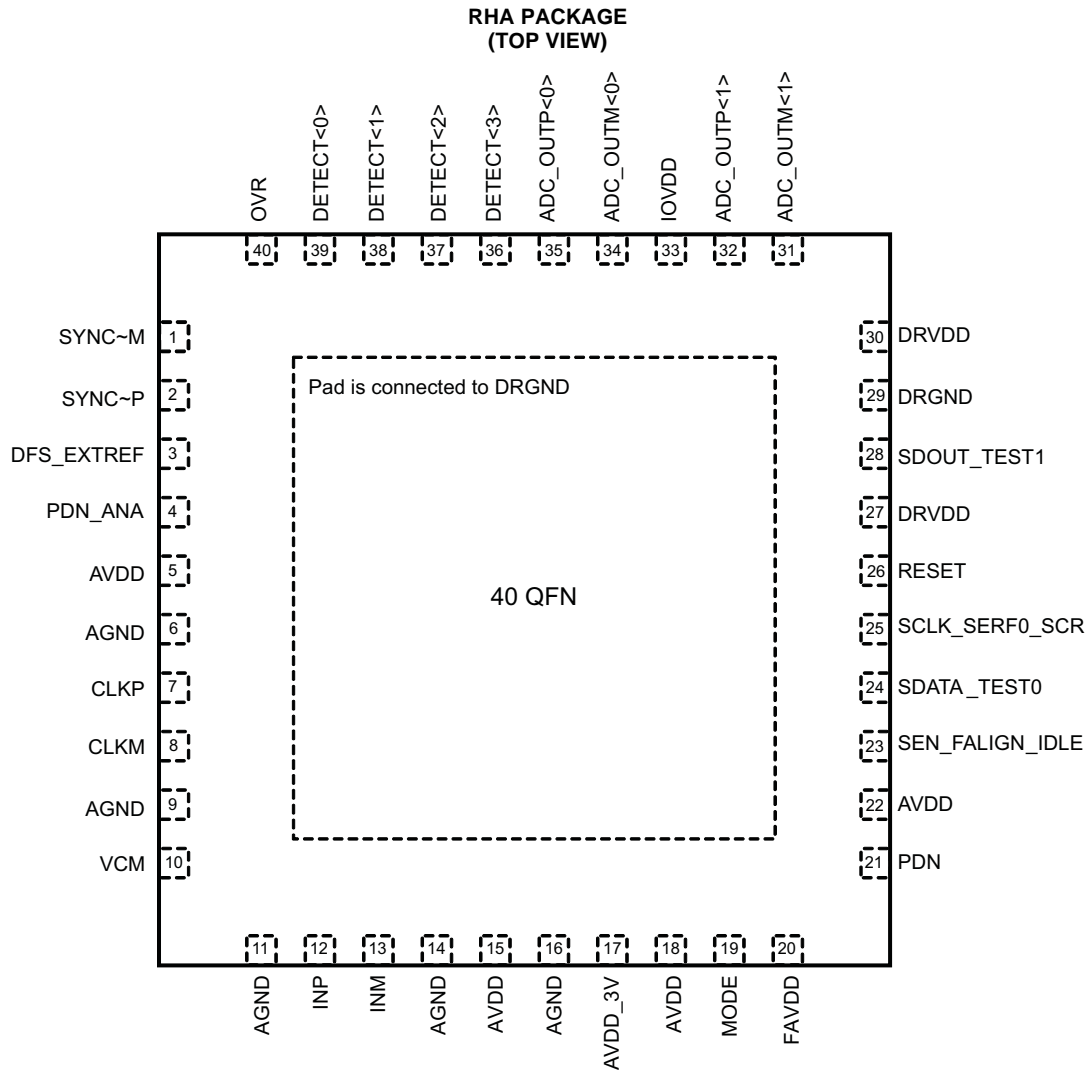 RHA PACKAGE
(TOP VIEW)
OVR
DETECT<0>
DETECT<1>
DETECT<2>
DETECT<3>
ADC_OUTP<0>
ADC_OUTM<0>
IOVDD
ADC_OUTP<1>
ADC_OUTM<1>
40 39 38 37 36 35 34 33 32 31
SYNC~M 1
SYNC~P 2
DFS_EXTREF 3
PDN_ANA 4
AVDD 5
AGND 6
CLKP 7
CLKM 8
AGND 9
VCM 10
Pad is connected to DRGND
40 QFN
30 DRVDD
29 DRGND
28 SDOUT_TEST1
27 DRVDD
26 RESET
25 SCLK_SERF0_SCR
24 SDATA_TEST0
23 SEN_FALIGN_IDLE
22 AVDD
21 PDN
11 12 13 14 15 16 17 18 19 20
AGND
INP
INM
AGND
AVDD
AGND
AVDD_3V
AVDD
MODE
FAVDD